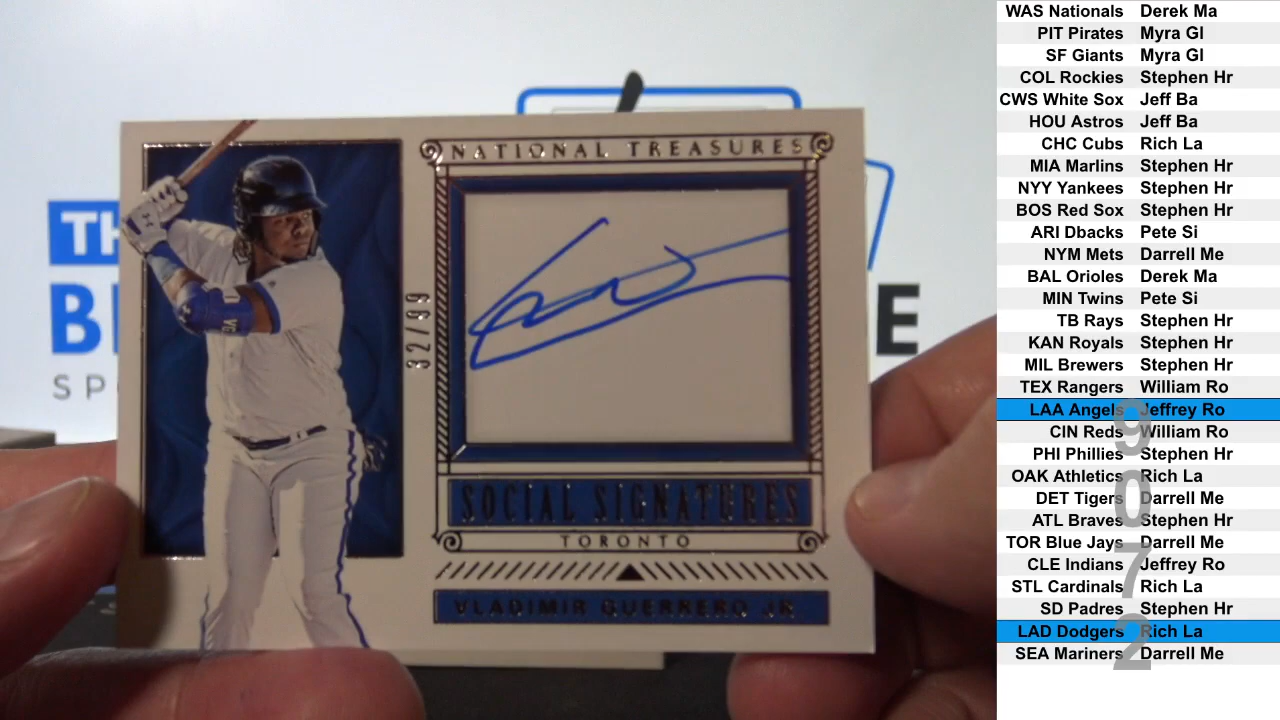 NATIONAL TREASURES
32/99
SOCIAL SIGNATURES
TORONTO
VLADIMIR GUERRERO JR
TH
B
E
SPO
VG
WAS Nationals Derek Ma
PIT Pirates Myra Gl
SF Giants Myra Gl
COL Rockies Stephen Hr
CWS White Sox Jeff Ba
HOU Astros Jeff Ba
CHC Cubs Rich La
MIA Marlins Stephen Hr
NYY Yankees Stephen Hr
BOS Red Sox Stephen Hr
ARI Dbacks Pete Si
NYM Mets Darrell Me
BAL Orioles Derek Ma
MIN Twins Pete Si
TB Rays Stephen Hr
KAN Royals Stephen Hr
MIL Brewers Stephen Hr
TEX Rangers William Ro
LAA Angels Jeffrey Ro
CIN Reds William Ro
PHI Phillies Stephen Hr
OAK Athletics Rich La
DET Tigers Darrell Me
ATL Braves Stephen Hr
TOR Blue Jays Darrell Me
CLE Indians Jeffrey Ro
STL Cardinals Rich La
SD Padres Stephen Hr
LAD Dodgers Rich La
SEA Mariners Darrell Me
9072